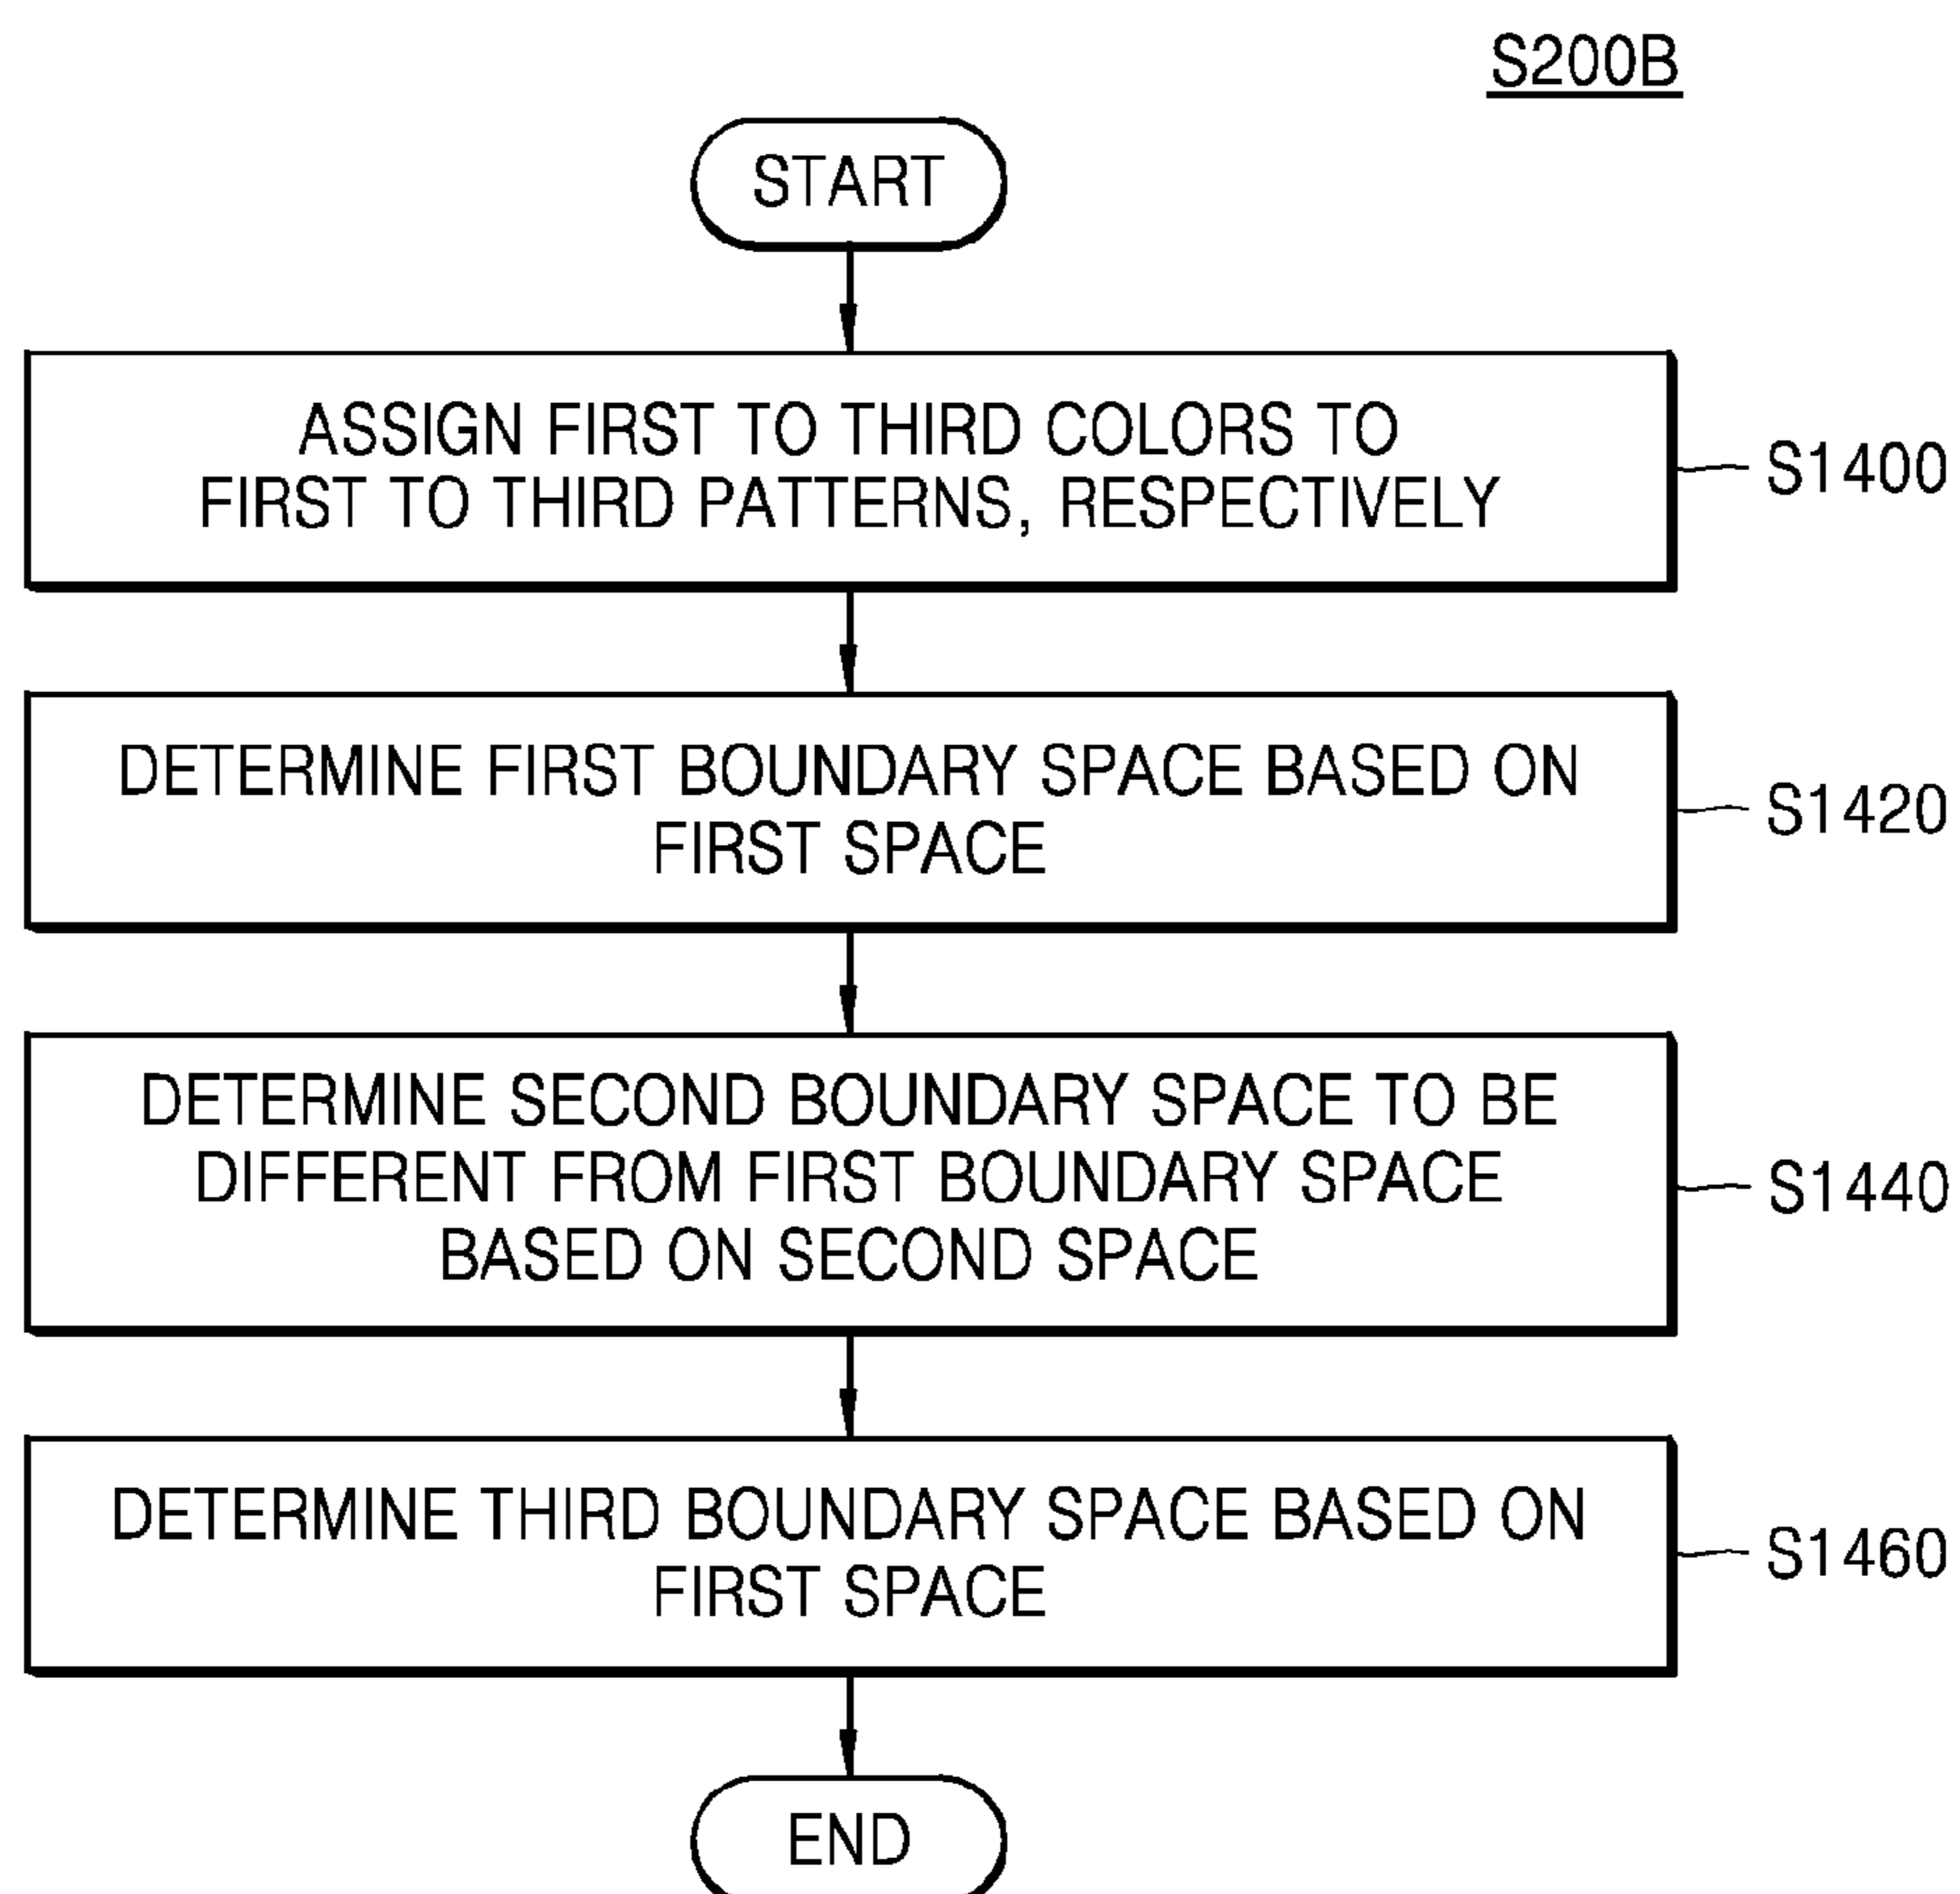 S200B
START
ASSIGN FIRST TO THIRD COLORS TO
FIRST TO THIRD PATTERNS, RESPECTIVELY
S1400
DETERMINE FIRST BOUNDARY SPACE BASED ON
FIRST SPACE
S1420
DETERMINE SECOND BOUNDARY SPACE TO BE
DIFFERENT FROM FIRST BOUNDARY SPACE
BASED ON SECOND SPACE
S1440
DETERMINE THIRD BOUNDARY SPACE BASED ON
FIRST SPACE
S1460
END